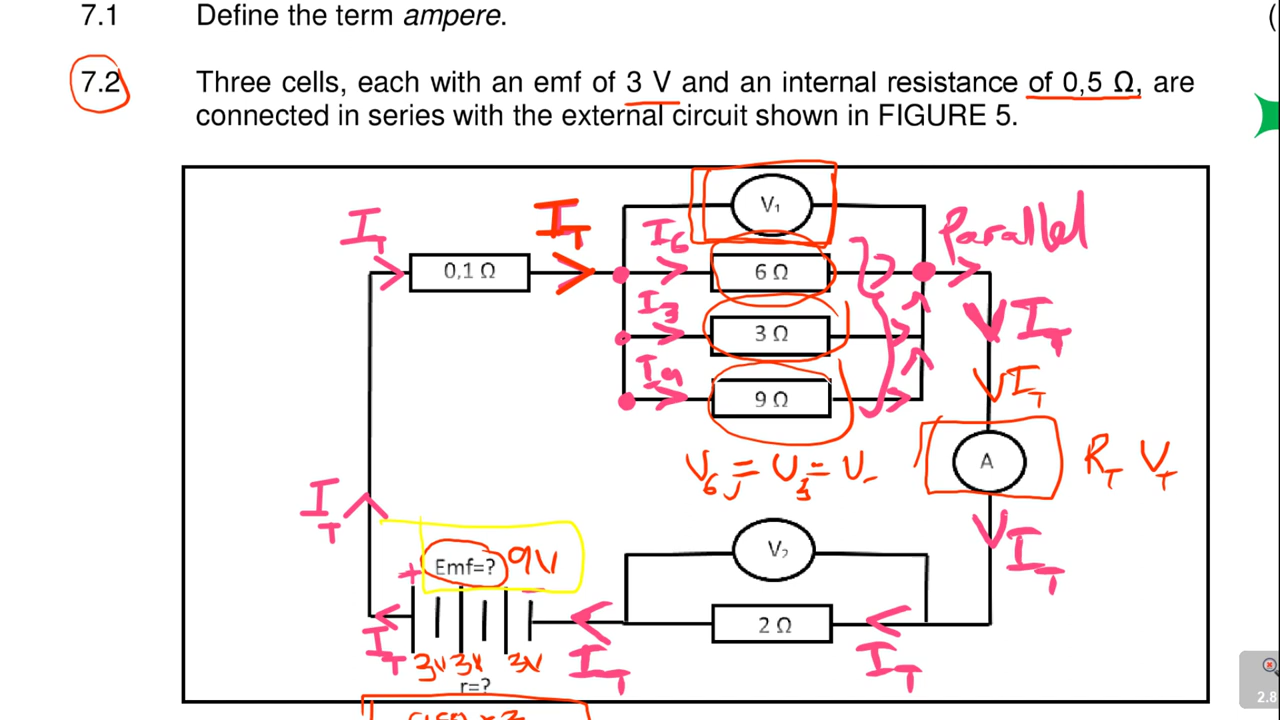 7.1 Define the term ampere. (
7.2 Three cells, each with an emf of 3 V and an internal resistance of 0,5 Ω, are
connected in series with the external circuit shown in FIGURE 5.
V₁
I_T
I_T
I₆
Parallel
0,1 Ω
6 Ω
I₃
I_T
3 Ω
I₉
I_T
9 Ω
V₆ = V₃ = V
A
R_T V_T
I_T
V₂
I_T
Emf=? 9V
+
2 Ω
I_T
3V 3V 3V
I_T
I_T
r=?
2.8